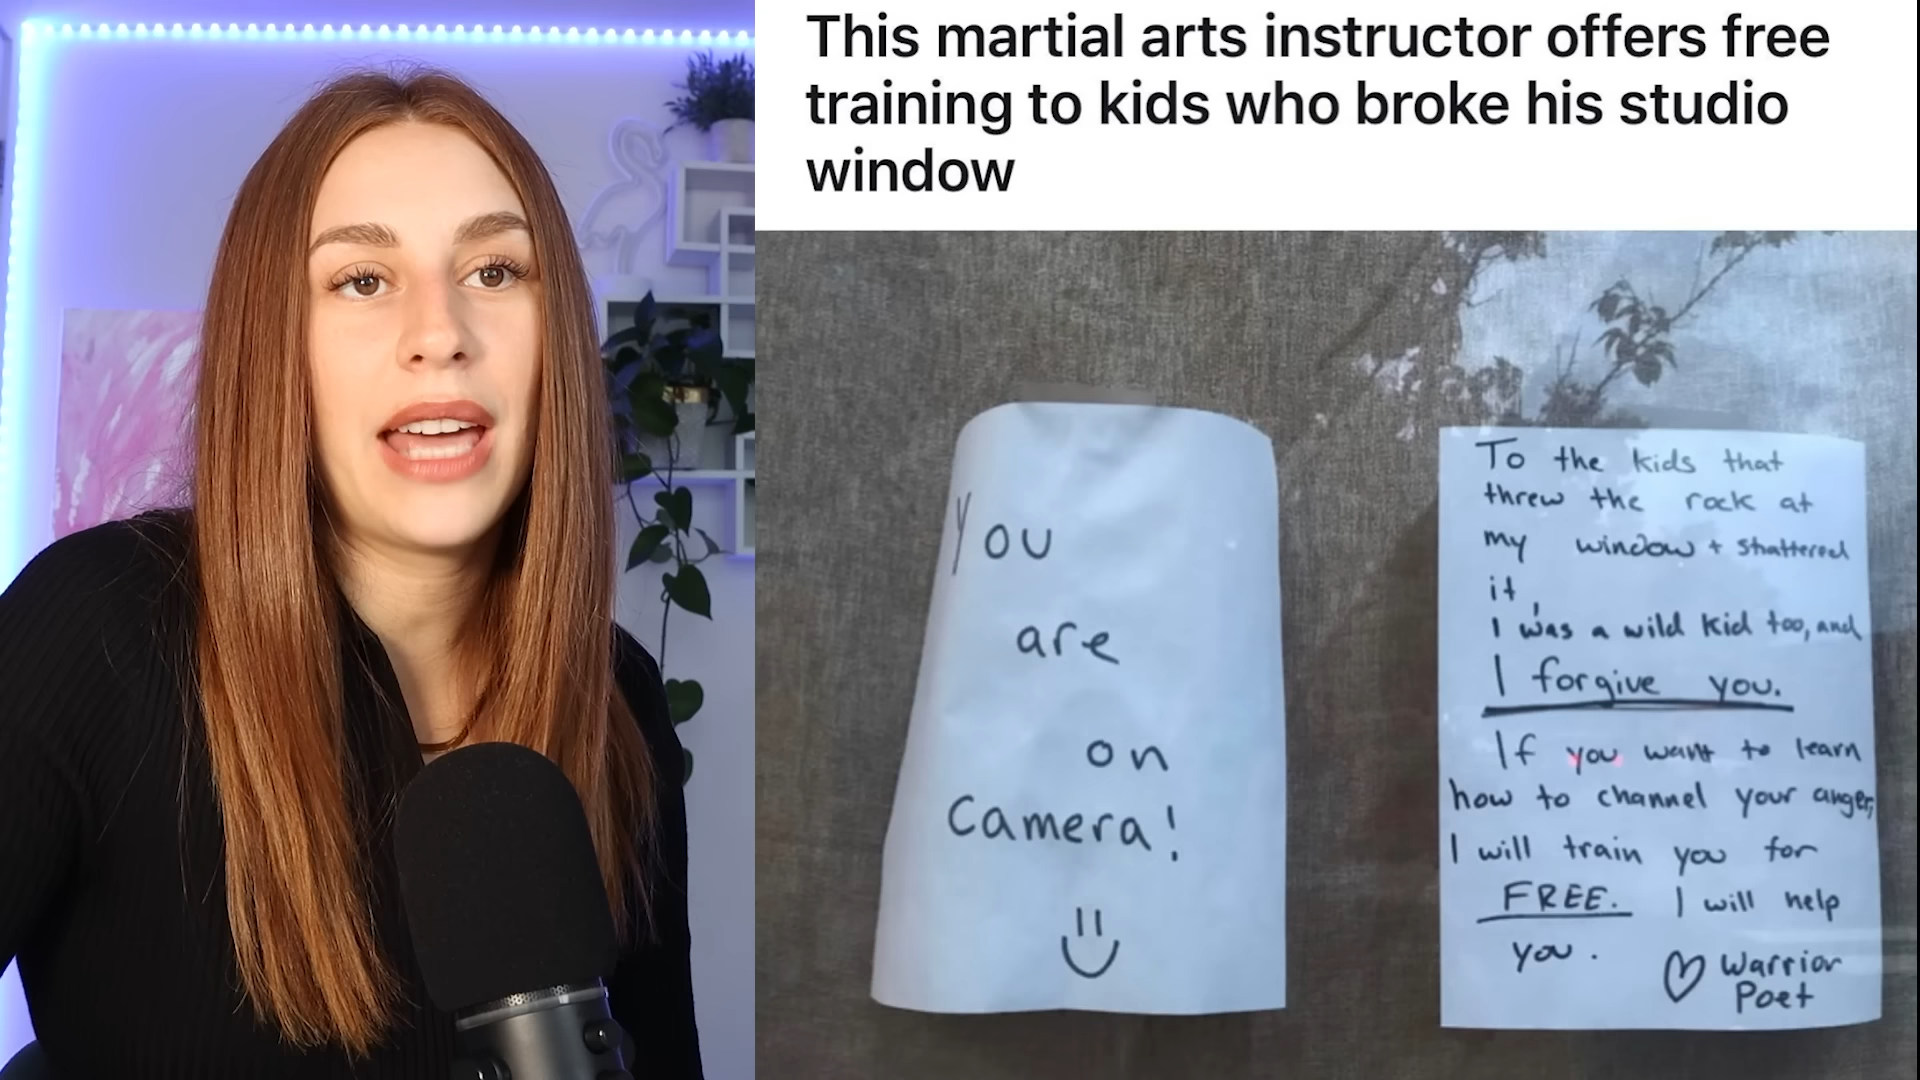 This martial arts instructor offers free
training to kids who broke his studio
window
You
are
on
Camera!
To the kids that
threw the rock at
my window + shattered
it,
I was a wild kid too, and
I forgive you.
If you want to learn
how to channel your anger,
I will train you for
FREE. I will help
you.
Warrior
Poet